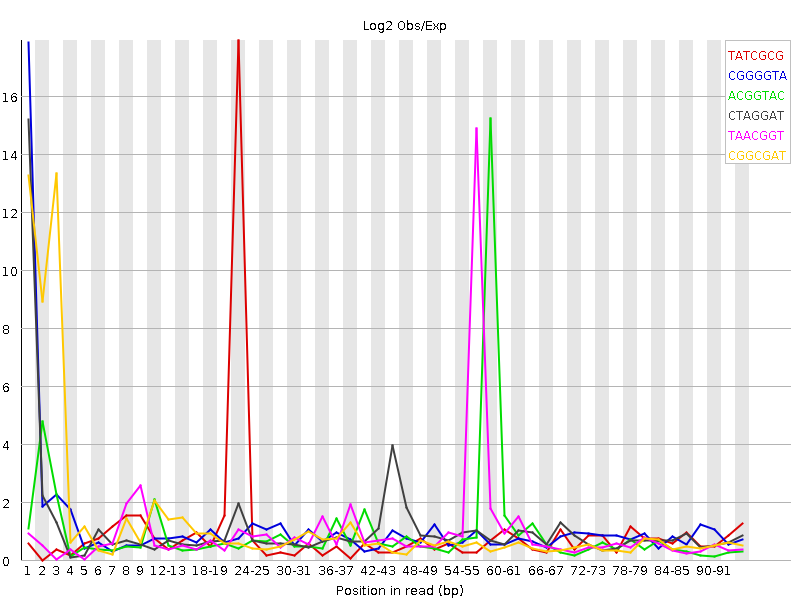 Log2 Obs/Exp
TATCGCG
CGGGGTA
ACGGTAC
CTAGGAT
TAACGGT
CGGCGAT
16
14
12
10
8
6
4
2
0
1 2 3 4 5 6 7 8 9 12-13 18-19 24-25 30-31 36-37 42-43 48-49 54-55 60-61 66-67 72-73 78-79 84-85 90-91
Position in read (bp)